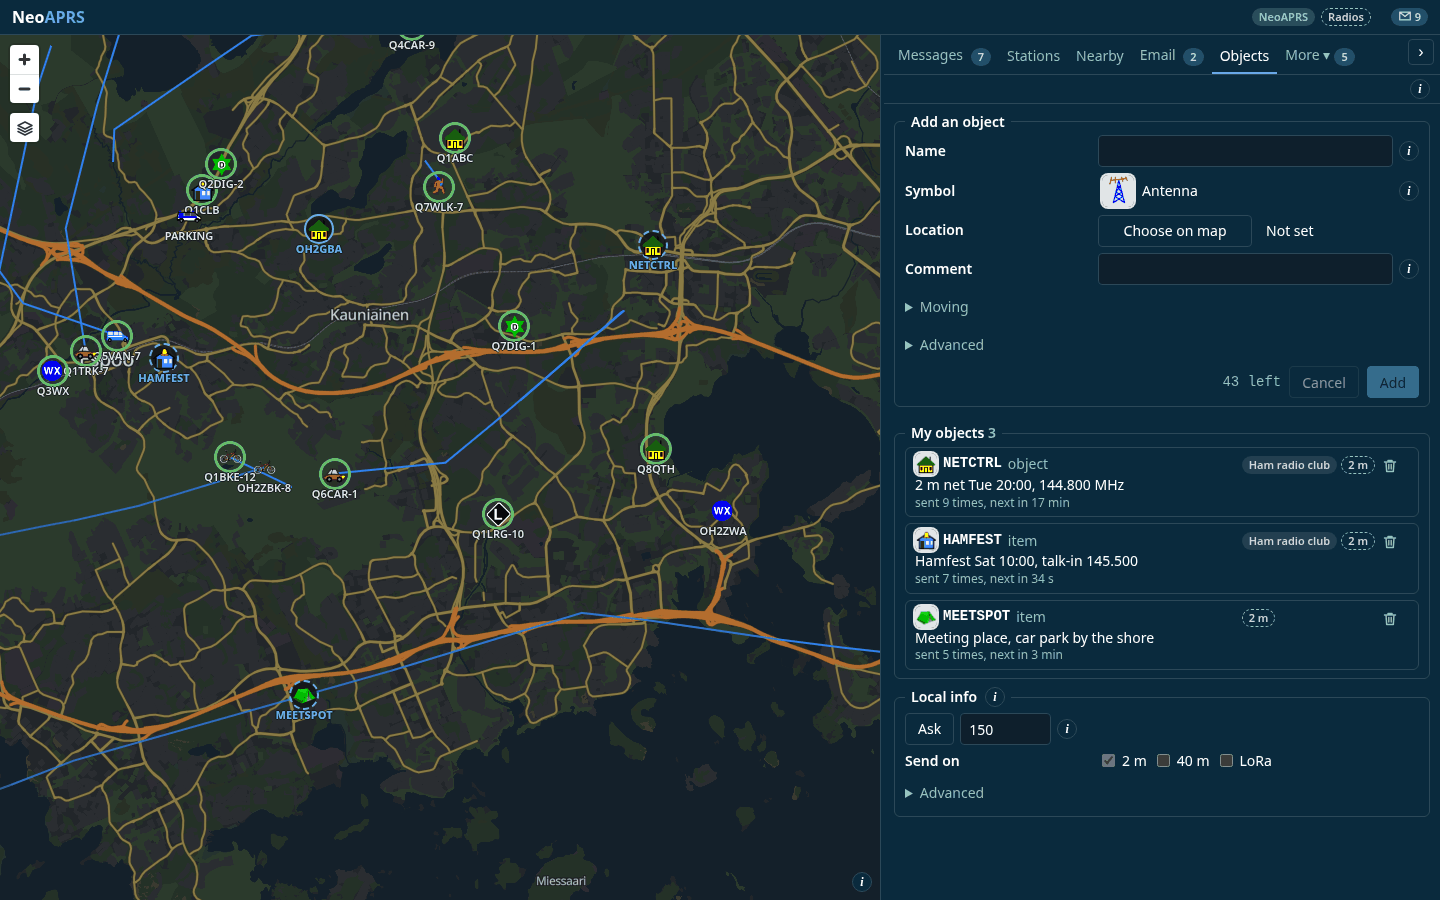 NeoAPRS
NeoAPRS Radios 9
Messages 7 Stations Nearby Email 2 Objects More ▾ 5 ›
i
Add an object
Name i
Symbol Antenna i
Location Choose on map Not set
Comment i
▶ Moving
▶ Advanced
43 left Cancel Add
My objects 3
NETCTRL object Ham radio club 2 m
2 m net Tue 20:00, 144.800 MHz
sent 9 times, next in 17 min
HAMFEST item Ham radio club 2 m
Hamfest Sat 10:00, talk-in 145.500
sent 7 times, next in 34 s
MEETSPOT item 2 m
Meeting place, car park by the shore
sent 5 times, next in 3 min
Local info i
Ask 150 i
Send on 2 m 40 m LoRa
▶ Advanced
+
−
Q4CAR-9
Q1ABC
D
Q2DIG-2
Q7WLK-7
Q1CLB
PARKING
OH2GBA
NETCTRL
Kauniainen
D
Q7DIG-1
5VAN-7
Q1TRK-7
WX
Q3WX
HAMFEST
Q1BKE-12
OH2ZBK-8
Q6CAR-1
Q8QTH
L
Q1LRG-10
WX
OH2ZWA
MEETSPOT
Miessaari
i